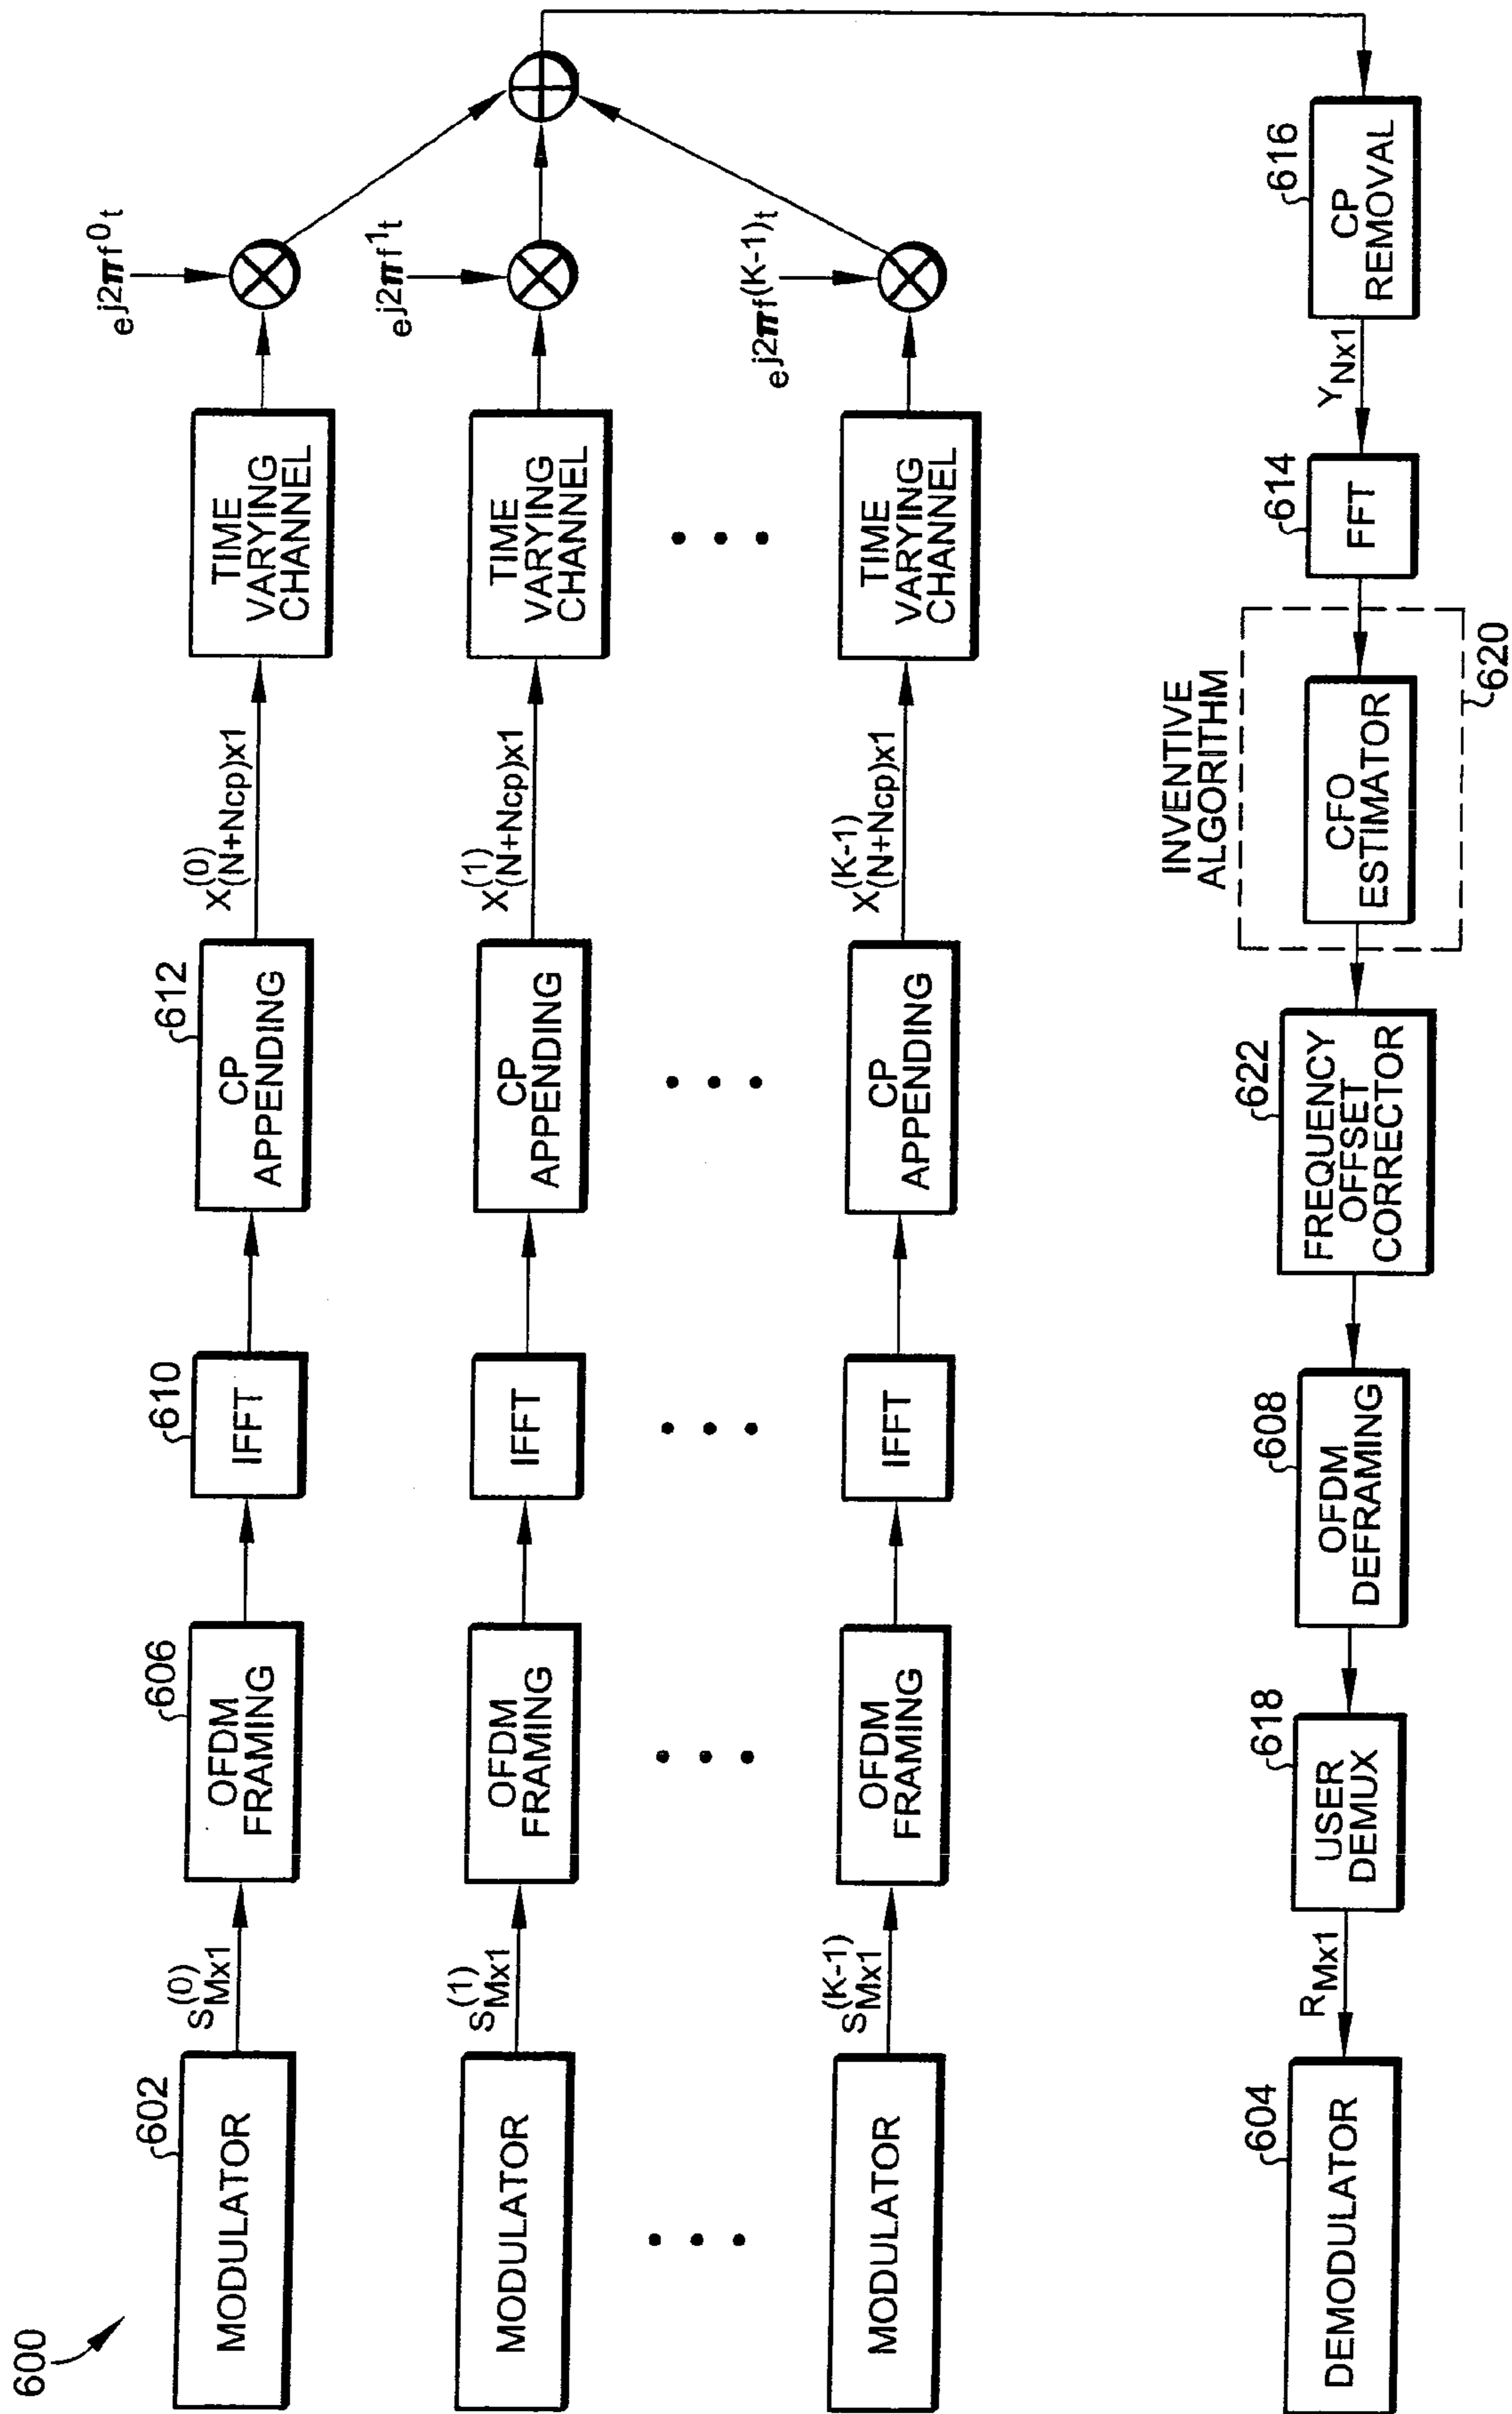 600
602
MODULATOR
S(0)Mx1
606
OFDM
FRAMING
610
IFFT
612
CP
APPENDING
X(0)(N+Ncp)x1
TIME
VARYING
CHANNEL
ej2πf0t
MODULATOR
S(1)Mx1
OFDM
FRAMING
IFFT
CP
APPENDING
X(1)(N+Ncp)x1
TIME
VARYING
CHANNEL
ej2πf1t
MODULATOR
S(K-1)Mx1
OFDM
FRAMING
IFFT
CP
APPENDING
X(K-1)(N+Ncp)x1
TIME
VARYING
CHANNEL
ej2πf(K-1)t
604
DEMODULATOR
RMx1
618
USER
DEMUX
608
OFDM
DEFRAMING
622
FREQUENCY
OFFSET
CORRECTOR
INVENTIVE
ALGORITHM
CFO
ESTIMATOR
620
614
FFT
YNx1
616
CP
REMOVAL